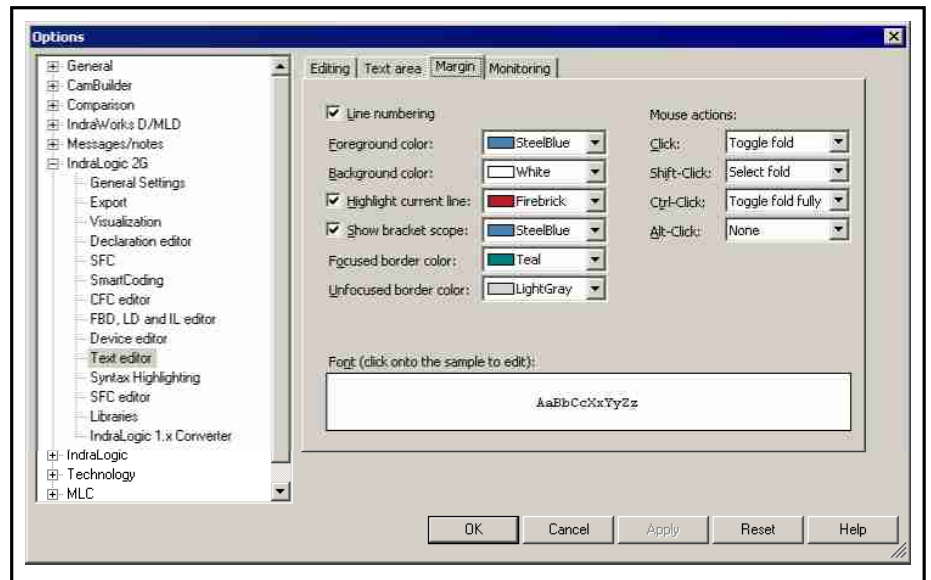 Options
General
CamBuilder
Comparison
IndraWorks D/MLD
Messages/notes
IndraLogic 2G
General Settings
Export
Visualization
Declaration editor
SFC
SmartCoding
CFC editor
FBD, LD and IL editor
Device editor
Text editor
Syntax Highlighting
SFC editor
Libraries
IndraLogic 1.x Converter
IndraLogic
Technology
MLC
Editing Text area Margin Monitoring
Line numbering
Foreground color: SteelBlue
Background color: White
Highlight current line: Firebrick
Show bracket scope: SteelBlue
Focused border color: Teal
Unfocused border color: LightGray
Mouse actions:
Click: Toggle fold
Shift-Click: Select fold
Ctrl-Click: Toggle fold fully
Alt-Click: None
Font (click onto the sample to edit):
AaBbCcXxYyZz
OK Cancel Apply Reset Help